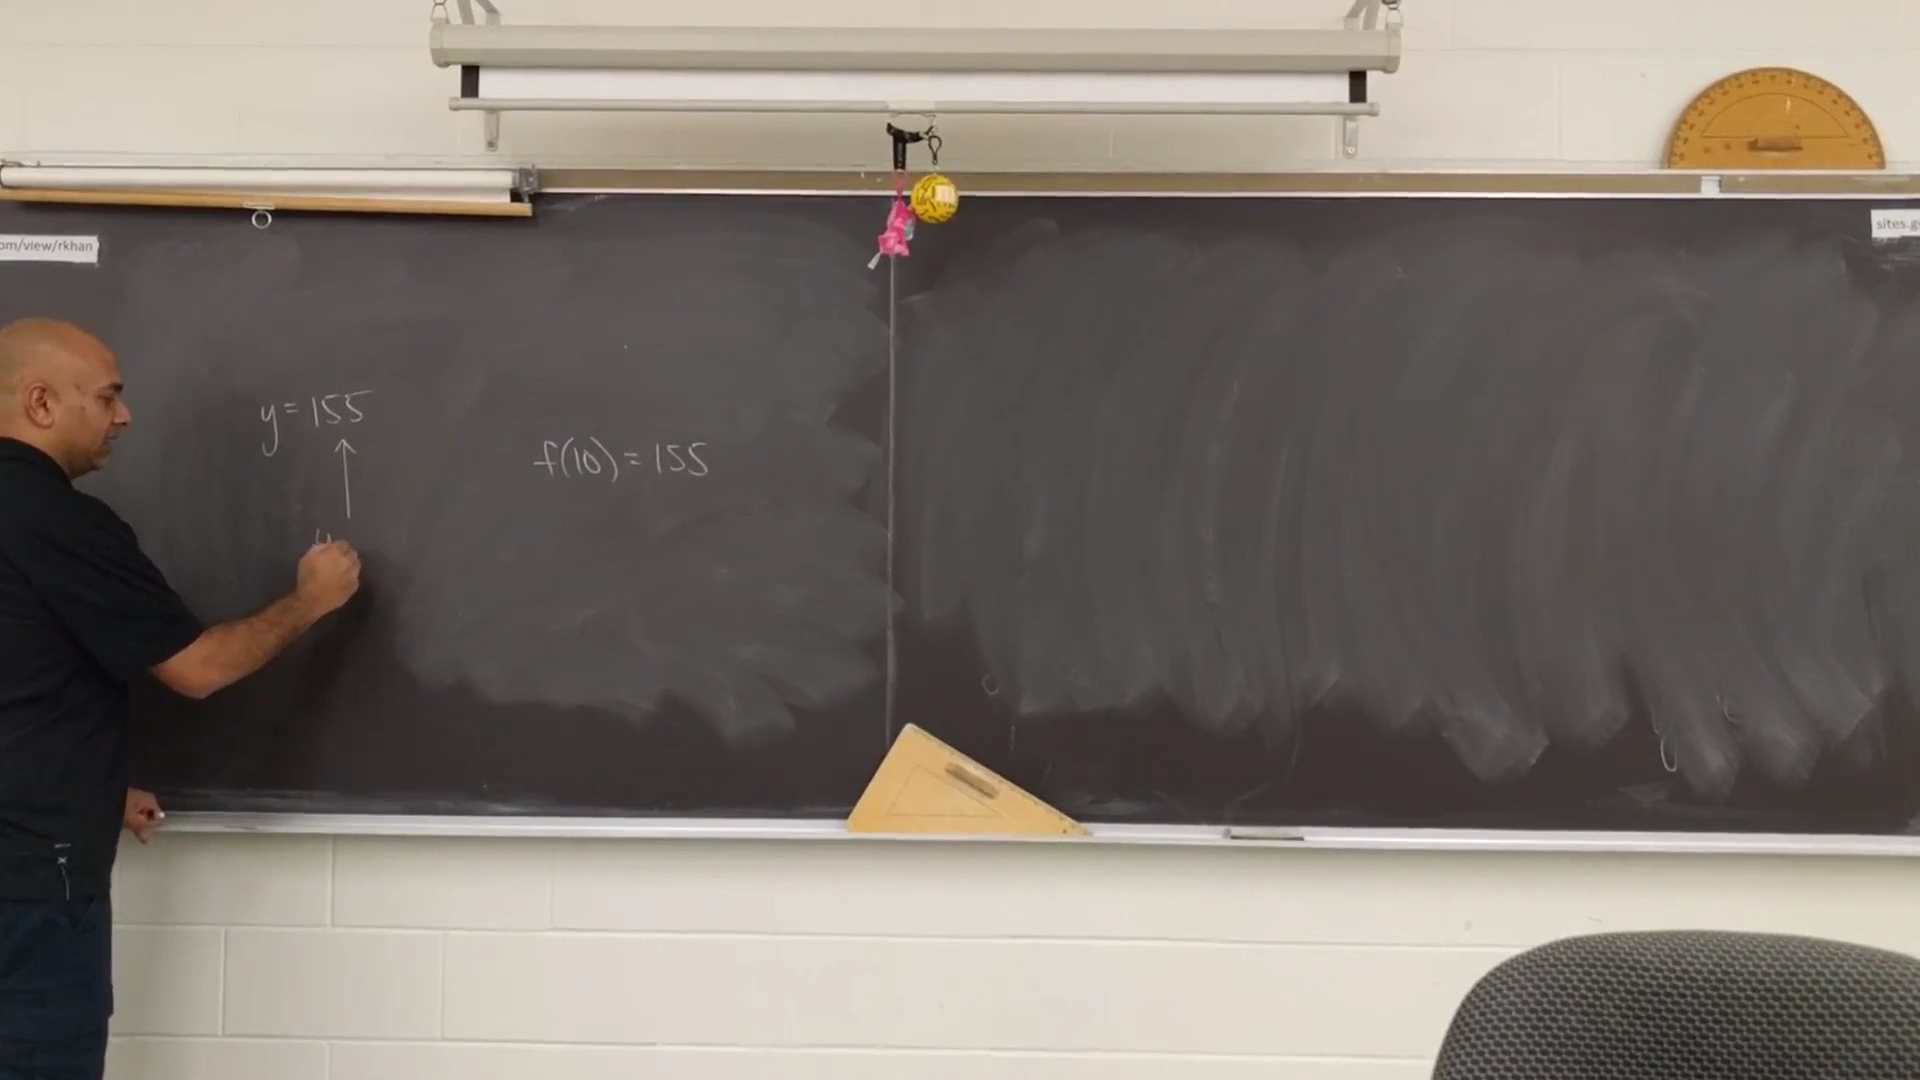 om/view/rkhan
sites.g
y = 155
f(10) = 155